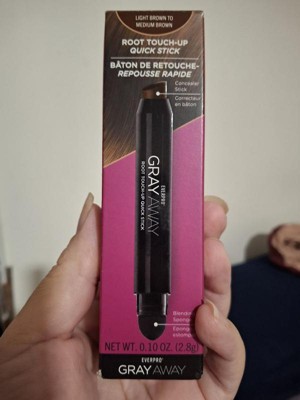 LIGHT BROWN TO
MEDIUM BROWN
ROOT TOUCH-UP
QUICK STICK
BÂTON DE RETOUCHE-
REPOUSSE RAPIDE
Concealer
Stick
Correcteur
en bâton
EVERPRO
GRAY AWAY
ROOT TOUCH-UP QUICK STICK
NET WT. 0.10 OZ. (2.8g)
EVERPRO®
GRAY AWAY